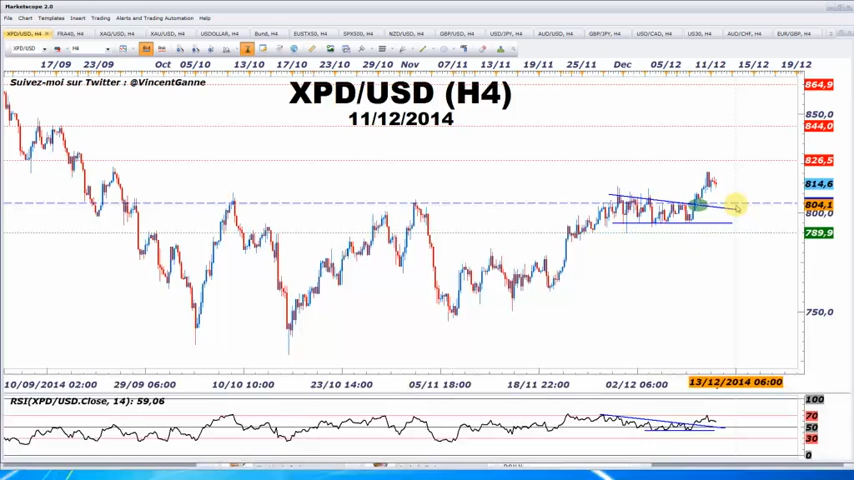 Marketscope 2.0
File Chart Templates Insert Trading Alerts and Trading Automation Help
XPD/USD, H4 FRA40, H4 XAG/USD, H4 XAU/USD, H4 USDOLLAR, H4 Bund, H4 EUSTX50, H4 SPX500, H4 NZD/USD, H4 GBP/USD, H4 USD/JPY, H4 AUD/USD, H4 GBP/JPY, H4 USD/CAD, H4 US30, H4 AUD/CHF, H4 EUR/GBP, H4
XPD/USD H4
17/09 23/09 Oct 05/10 13/10 17/10 23/10 Nov 07/11 13/11 19/11 25/11 Dec 05/12 11/12 15/12 19/12
Suivez-moi sur Twitter : @VincentGanne
XPD/USD (H4)
11/12/2014
864,9
850,0
844,0
826,5
814,6
804,1
800,0
789,9
750,0
10/09/2014 02:00 29/09 06:00 10/10 10:00 23/10 14:00 05/11 18:00 18/11 22:00 02/12 06:00 13/12/2014 06:00
RSI(XPD/USD.Close, 14): 59,06
100
70
50
30
0